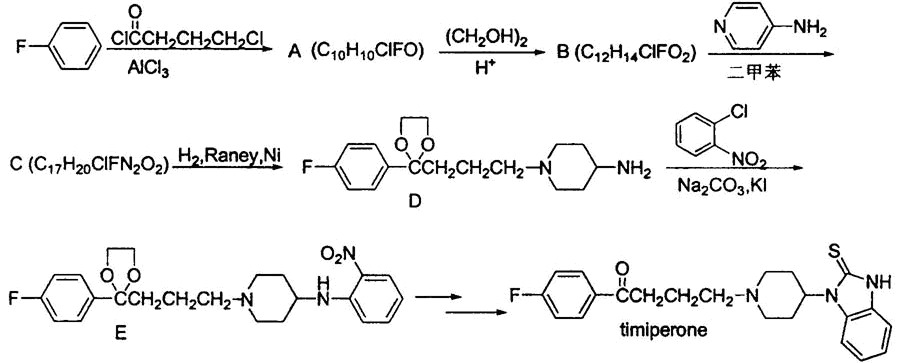 F
O
ClCCH₂CH₂CH₂Cl
AlCl₃
A (C₁₀H₁₀ClFO)
(CH₂OH)₂
H⁺
B (C₁₂H₁₄ClFO₂)
N
NH₂
二甲苯
C (C₁₇H₂₀ClFN₂O₂)
H₂,Raney,Ni
F
O O
CCH₂CH₂CH₂
N
NH₂
D
Cl
NO₂
Na₂CO₃,KI
F
O O
CCH₂CH₂CH₂
N
H
N
O₂N
E
F
O
CCH₂CH₂CH₂
N
S
N
NH
timiperone